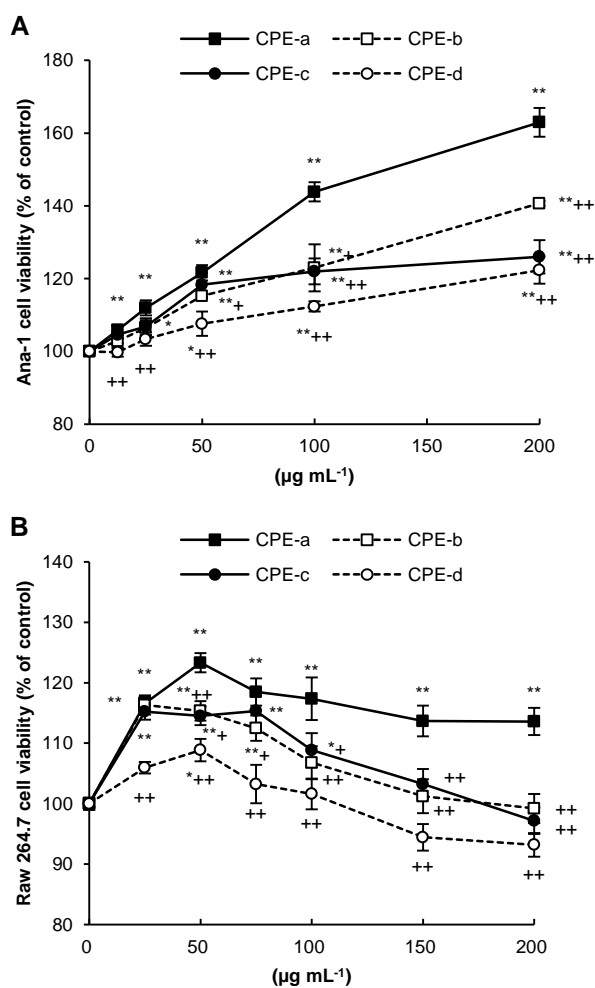 A
CPE-a CPE-b
CPE-c CPE-d
Ana-1 cell viability (% of control)
180
160
140
120
100
80
** ** ** ** **
** **+ **+ **++ **++ **++
* *++ **++ **++
++ ++
0 50 100 150 200
(µg mL-1)
B
CPE-a CPE-b
CPE-c CPE-d
Raw 264.7 cell viability (% of control)
140
130
120
110
100
90
80
** ** ** ** ** **
** **++ **
** **+ **+ *+ ++ ++ ++ ++ ++
++ *++ ++ ++ ++ ++
0 50 100 150 200
(µg mL-1)